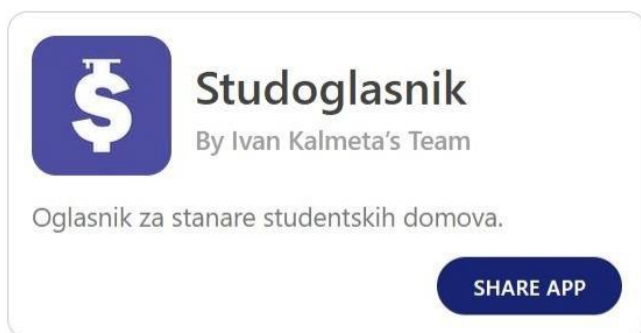 Studoglasnik
By Ivan Kalmeta's Team
Oglasnik za stanare studentskih domova.
SHARE APP